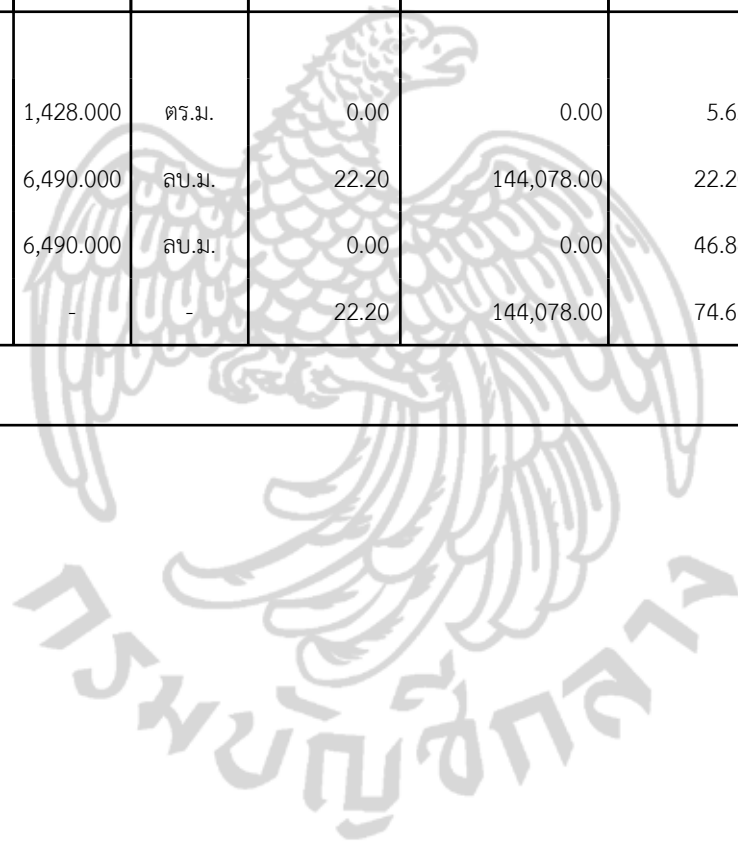 1,428.000 ตร.ม. 0.00 0.00 5.6
6,490.000 ลบ.ม. 22.20 144,078.00 22.2
6,490.000 ลบ.ม. 0.00 0.00 46.8
- - 22.20 144,078.00 74.6
กรมบัญชีกลาง